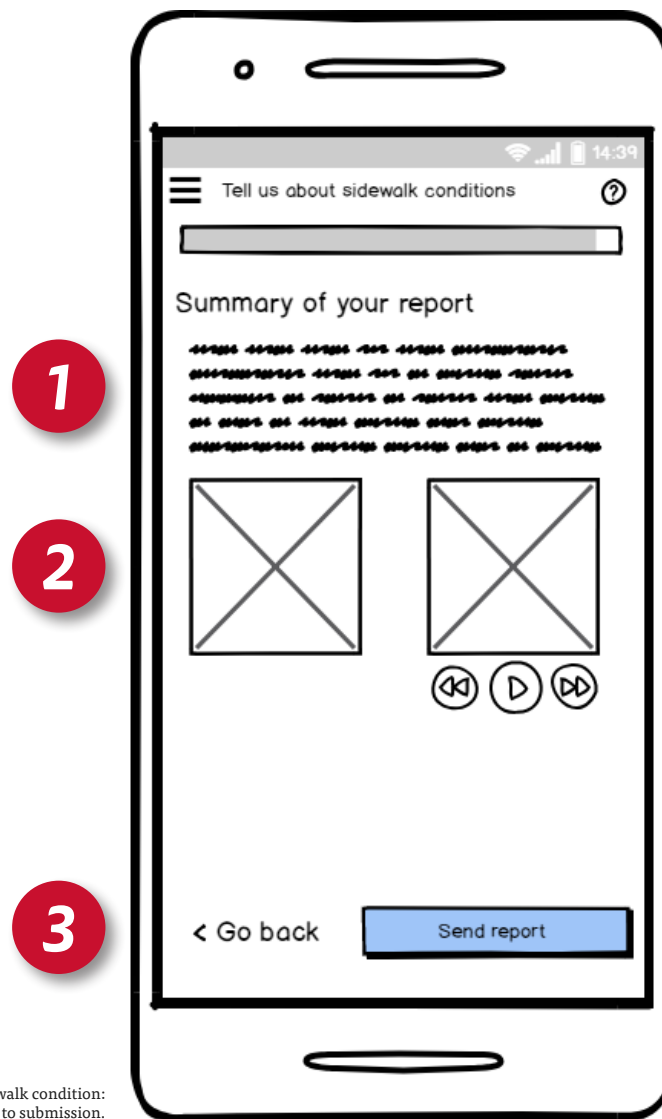 14:39
Tell us about sidewalk conditions
?
Summary of your report
1
2
3
< Go back
Send report
walk condition:
to submission.